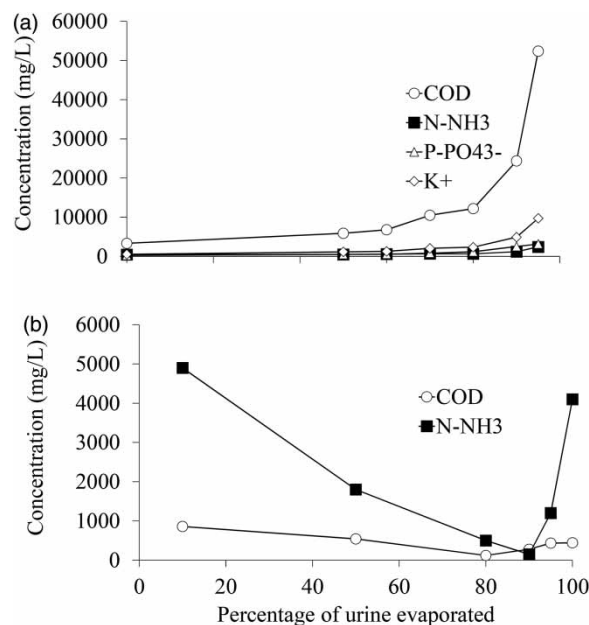 (a)
60000
50000
40000
30000
20000
10000
0
Concentration (mg/L)
COD
N-NH3
P-PO43-
K+
(b)
6000
5000
4000
3000
2000
1000
0
Concentration (mg/L)
COD
N-NH3
0 20 40 60 80 100
Percentage of urine evaporated